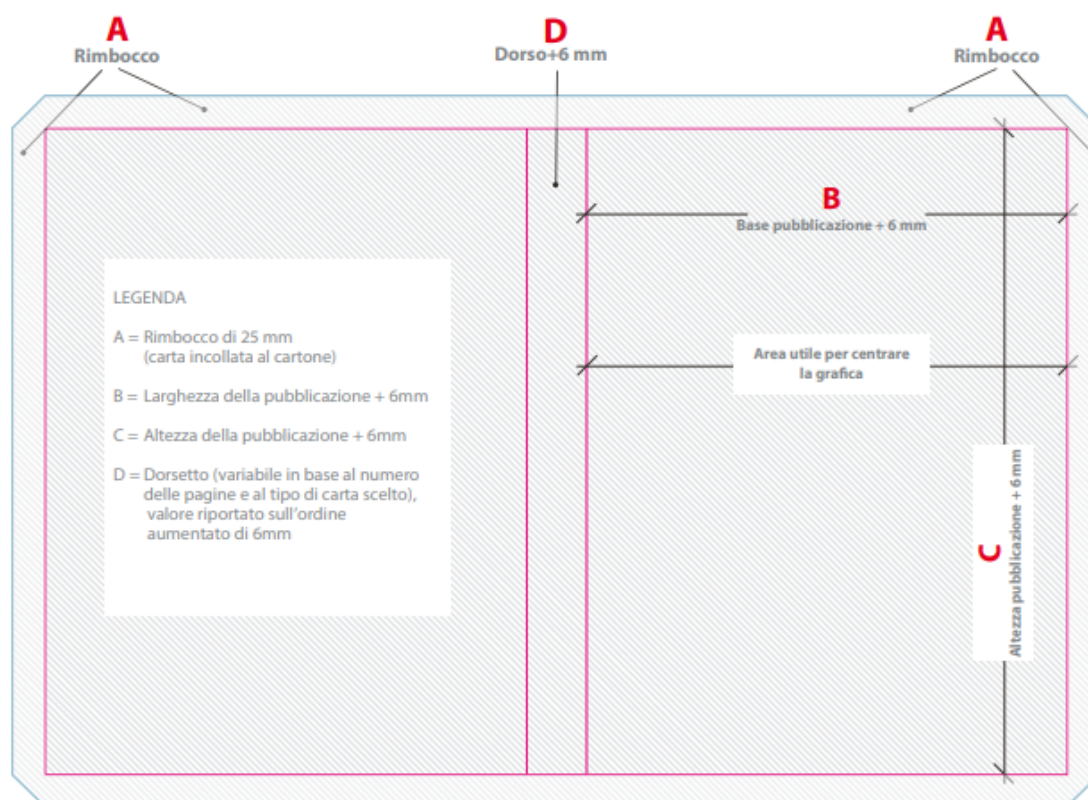 A
Rimbocco
D
Dorso+6 mm
A
Rimbocco
B
Base pubblicazione + 6 mm
LEGENDA
A = Rimbocco di 25 mm
(carta incollata al cartone)
B = Larghezza della pubblicazione + 6mm
C = Altezza della pubblicazione + 6mm
D = Dorsetto (variabile in base al numero
delle pagine e al tipo di carta scelto),
valore riportato sull'ordine
aumentato di 6mm
Area utile per centrare
la grafica
C
Altezza pubblicazione + 6 mm